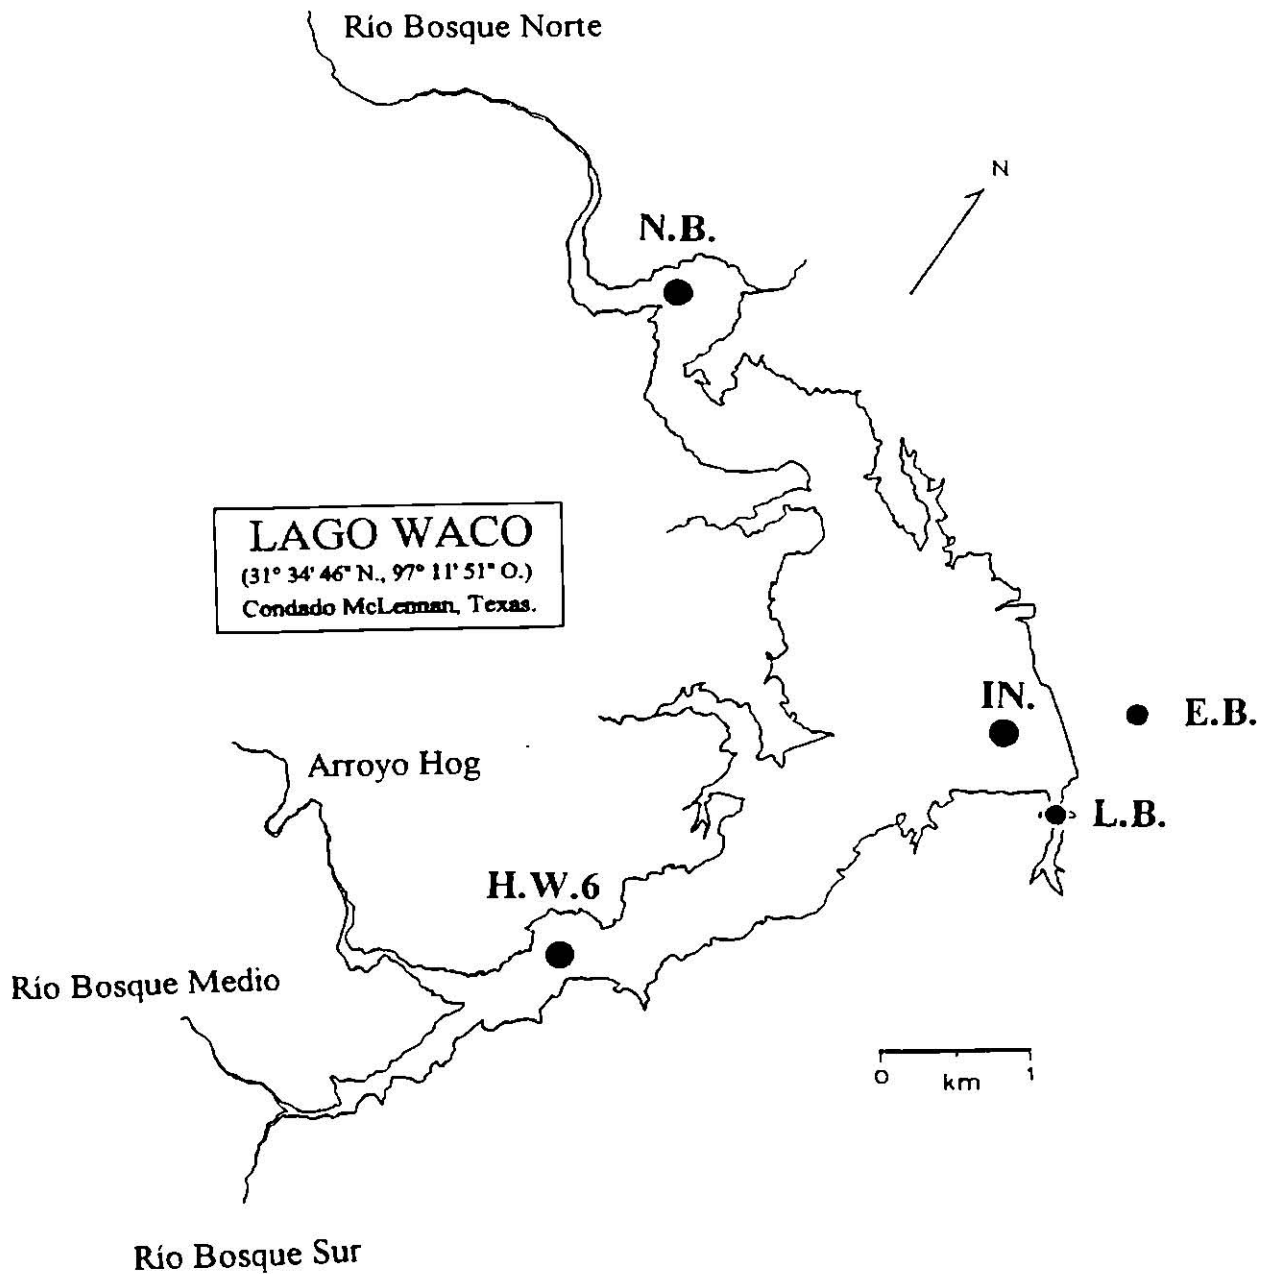 Río Bosque Norte
N
N.B.
LAGO WACO
(31° 34' 46" N., 97° 11' 51" O.)
Condado McLennan, Texas.
IN.
E.B.
Arroyo Hog
L.B.
H.W.6
Río Bosque Medio
0 km 1
Río Bosque Sur